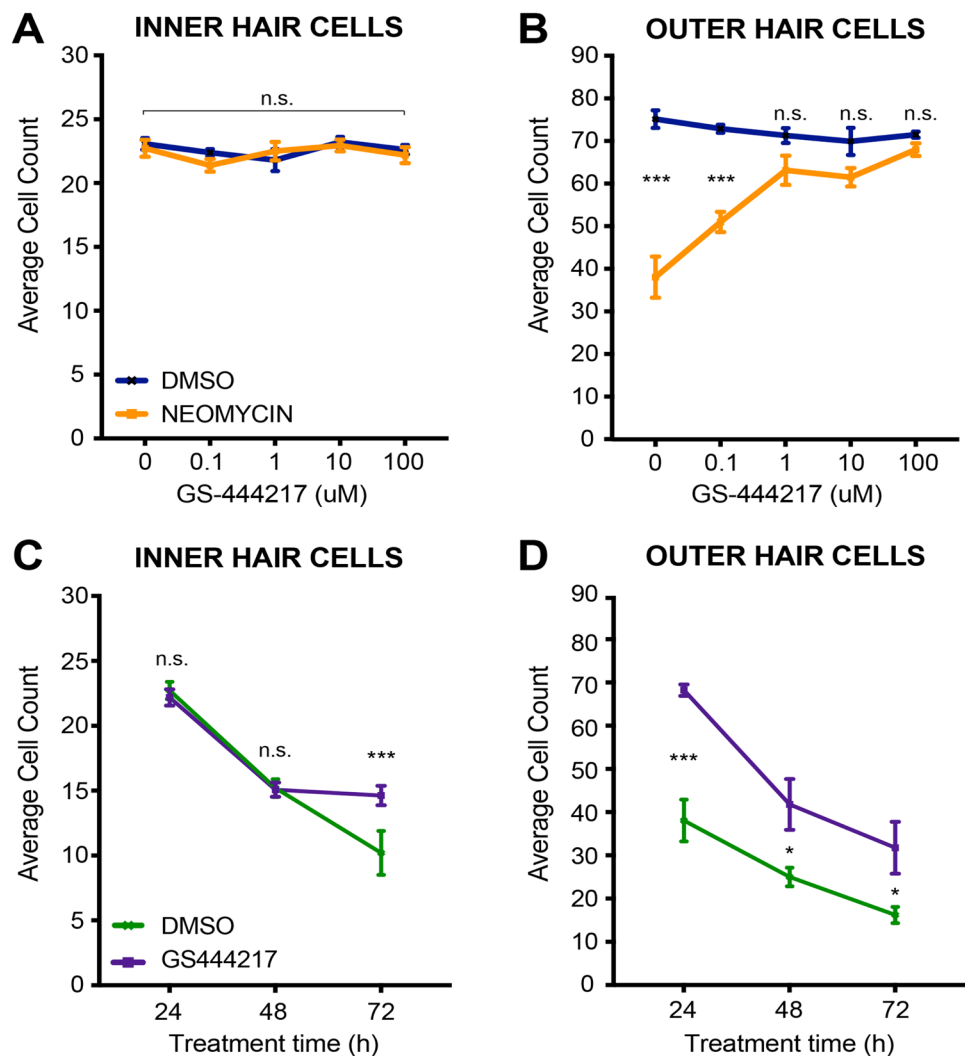 A INNER HAIR CELLS
30
25
20
15
10
5
0
Average Cell Count
n.s.
DMSO
NEOMYCIN
0 0.1 1 10 100
GS-444217 (uM)
B OUTER HAIR CELLS
90
80
70
60
50
40
30
20
10
0
Average Cell Count
n.s. n.s. n.s.
*** ***
0 0.1 1 10 100
GS-444217 (uM)
C INNER HAIR CELLS
30
25
20
15
10
5
0
Average Cell Count
n.s.
n.s. ***
DMSO
GS444217
24 48 72
Treatment time (h)
D OUTER HAIR CELLS
90
80
70
60
50
40
30
20
10
0
Average Cell Count
***
*
*
24 48 72
Treatment time (h)